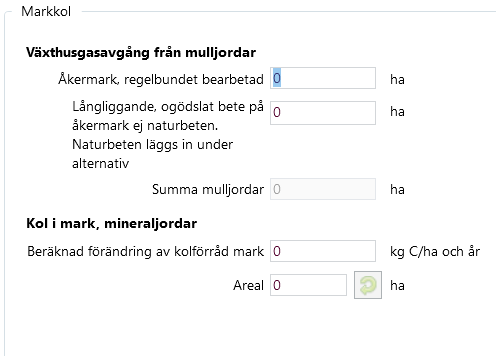 Markkol
Växthusgasavgång från mulljordar
Åkermark, regelbundet bearbetad 0 ha
Långliggande, ogödslat bete på 0 ha
åkermark ej naturbeten.
Naturbeten läggs in under
alternativ
Summa mulljordar 0 ha
Kol i mark, mineraljordar
Beräknad förändring av kolförråd mark 0 kg C/ha och år
Areal 0 ha